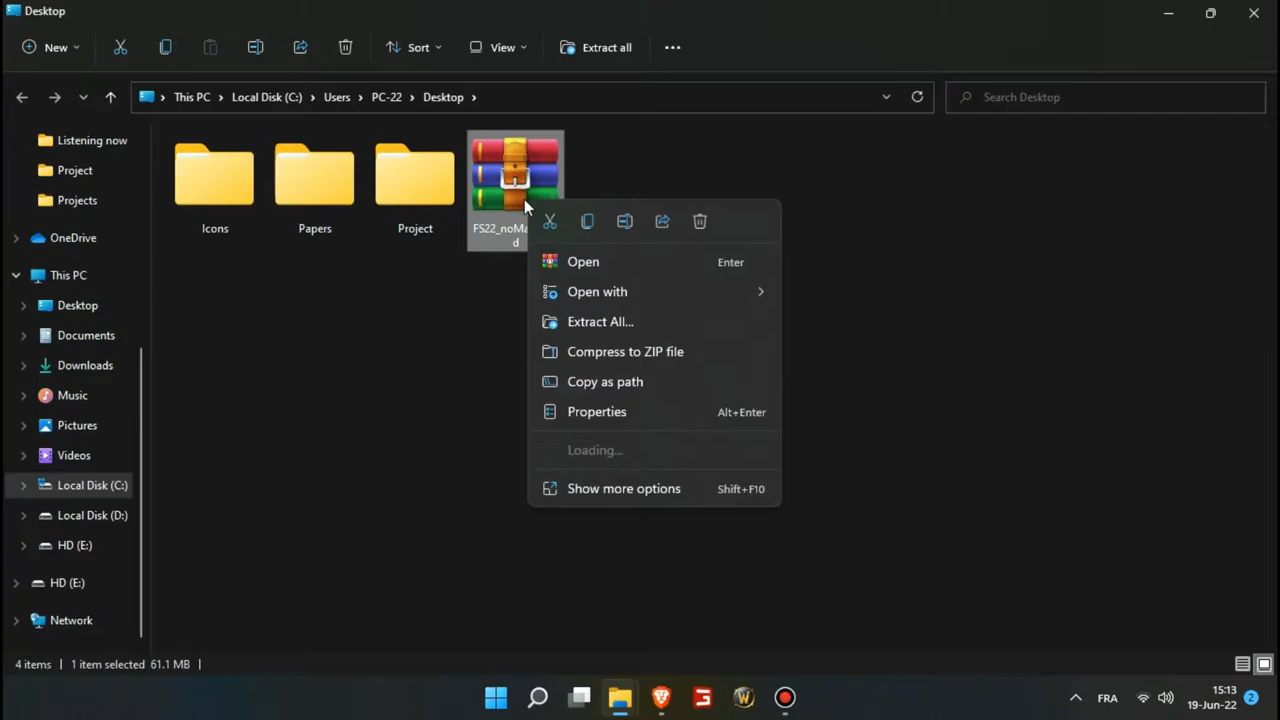 Desktop
New
Sort
View
Extract all
This PC
Local Disk (C:)
Users
PC-22
Desktop
Search Desktop
Listening now
Project
Projects
OneDrive
This PC
Desktop
Documents
Downloads
Music
Pictures
Videos
Local Disk (C:)
Local Disk (D:)
HD (E:)
HD (E:)
Network
Icons
Papers
Project
FS22_noMa
d
Open Enter
Open with
Extract All...
Compress to ZIP file
Copy as path
Properties Alt+Enter
Loading...
Show more options Shift+F10
4 items 1 item selected 61.1 MB
FRA
15:13
19-Jun-22
2